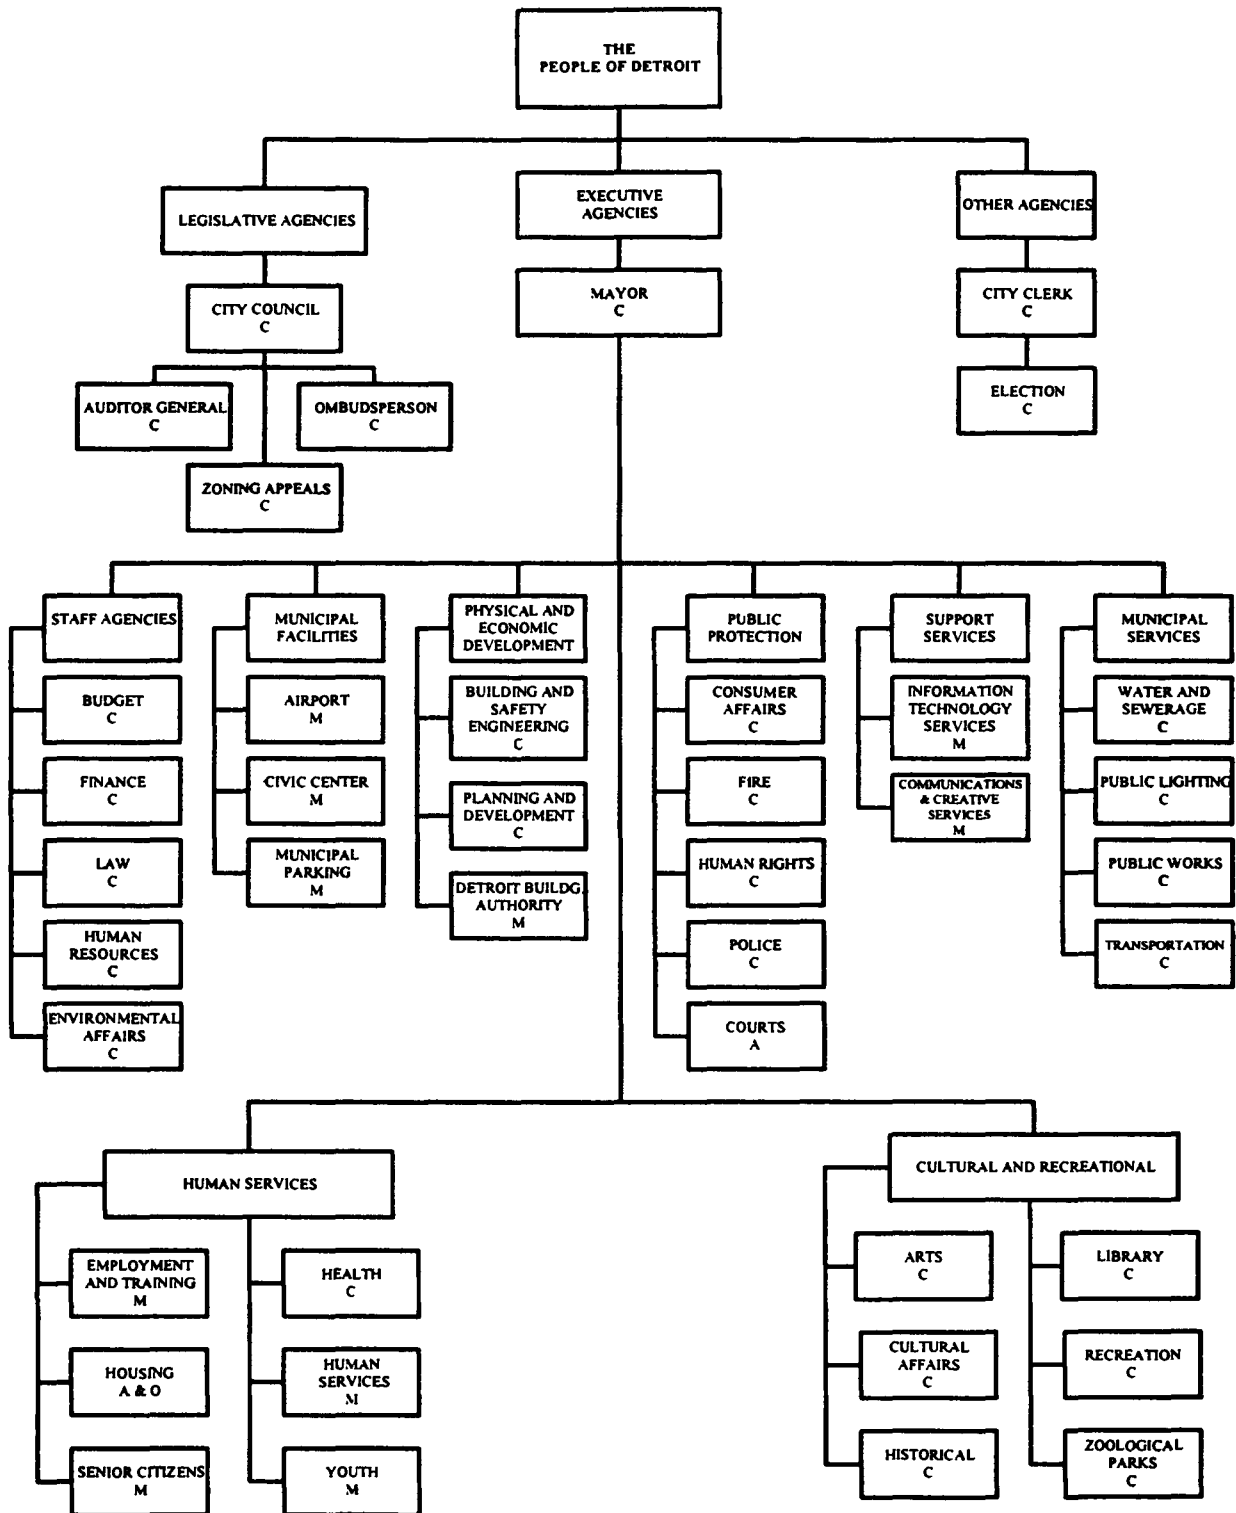 THE
PEOPLE OF DETROIT
LEGISLATIVE AGENCIES
EXECUTIVE
AGENCIES
OTHER AGENCIES
CITY COUNCIL
C
MAYOR
C
CITY CLERK
C
AUDITOR GENERAL
C
OMBUDSPERSON
C
ELECTION
C
ZONING APPEALS
C
STAFF AGENCIES
BUDGET
C
FINANCE
C
LAW
C
HUMAN
RESOURCES
C
ENVIRONMENTAL
AFFAIRS
C
MUNICIPAL
FACILITIES
AIRPORT
M
CIVIC CENTER
M
MUNICIPAL
PARKING
M
PHYSICAL AND
ECONOMIC
DEVELOPMENT
BUILDING AND
SAFETY
ENGINEERING
C
PLANNING AND
DEVELOPMENT
C
DETROIT BUILDG.
AUTHORITY
M
PUBLIC
PROTECTION
CONSUMER
AFFAIRS
C
FIRE
C
HUMAN RIGHTS
C
POLICE
C
COURTS
A
SUPPORT
SERVICES
INFORMATION
TECHNOLOGY
SERVICES
M
COMMUNICATIONS
& CREATIVE
SERVICES
M
MUNICIPAL
SERVICES
WATER AND
SEWERAGE
C
PUBLIC LIGHTING
C
PUBLIC WORKS
C
TRANSPORTATION
C
HUMAN SERVICES
EMPLOYMENT
AND TRAINING
M
HOUSING
A & O
SENIOR CITIZENS
M
HEALTH
C
HUMAN
SERVICES
M
YOUTH
M
CULTURAL AND RECREATIONAL
ARTS
C
CULTURAL
AFFAIRS
C
HISTORICAL
C
LIBRARY
C
RECREATION
C
ZOOLOGICAL
PARKS
C